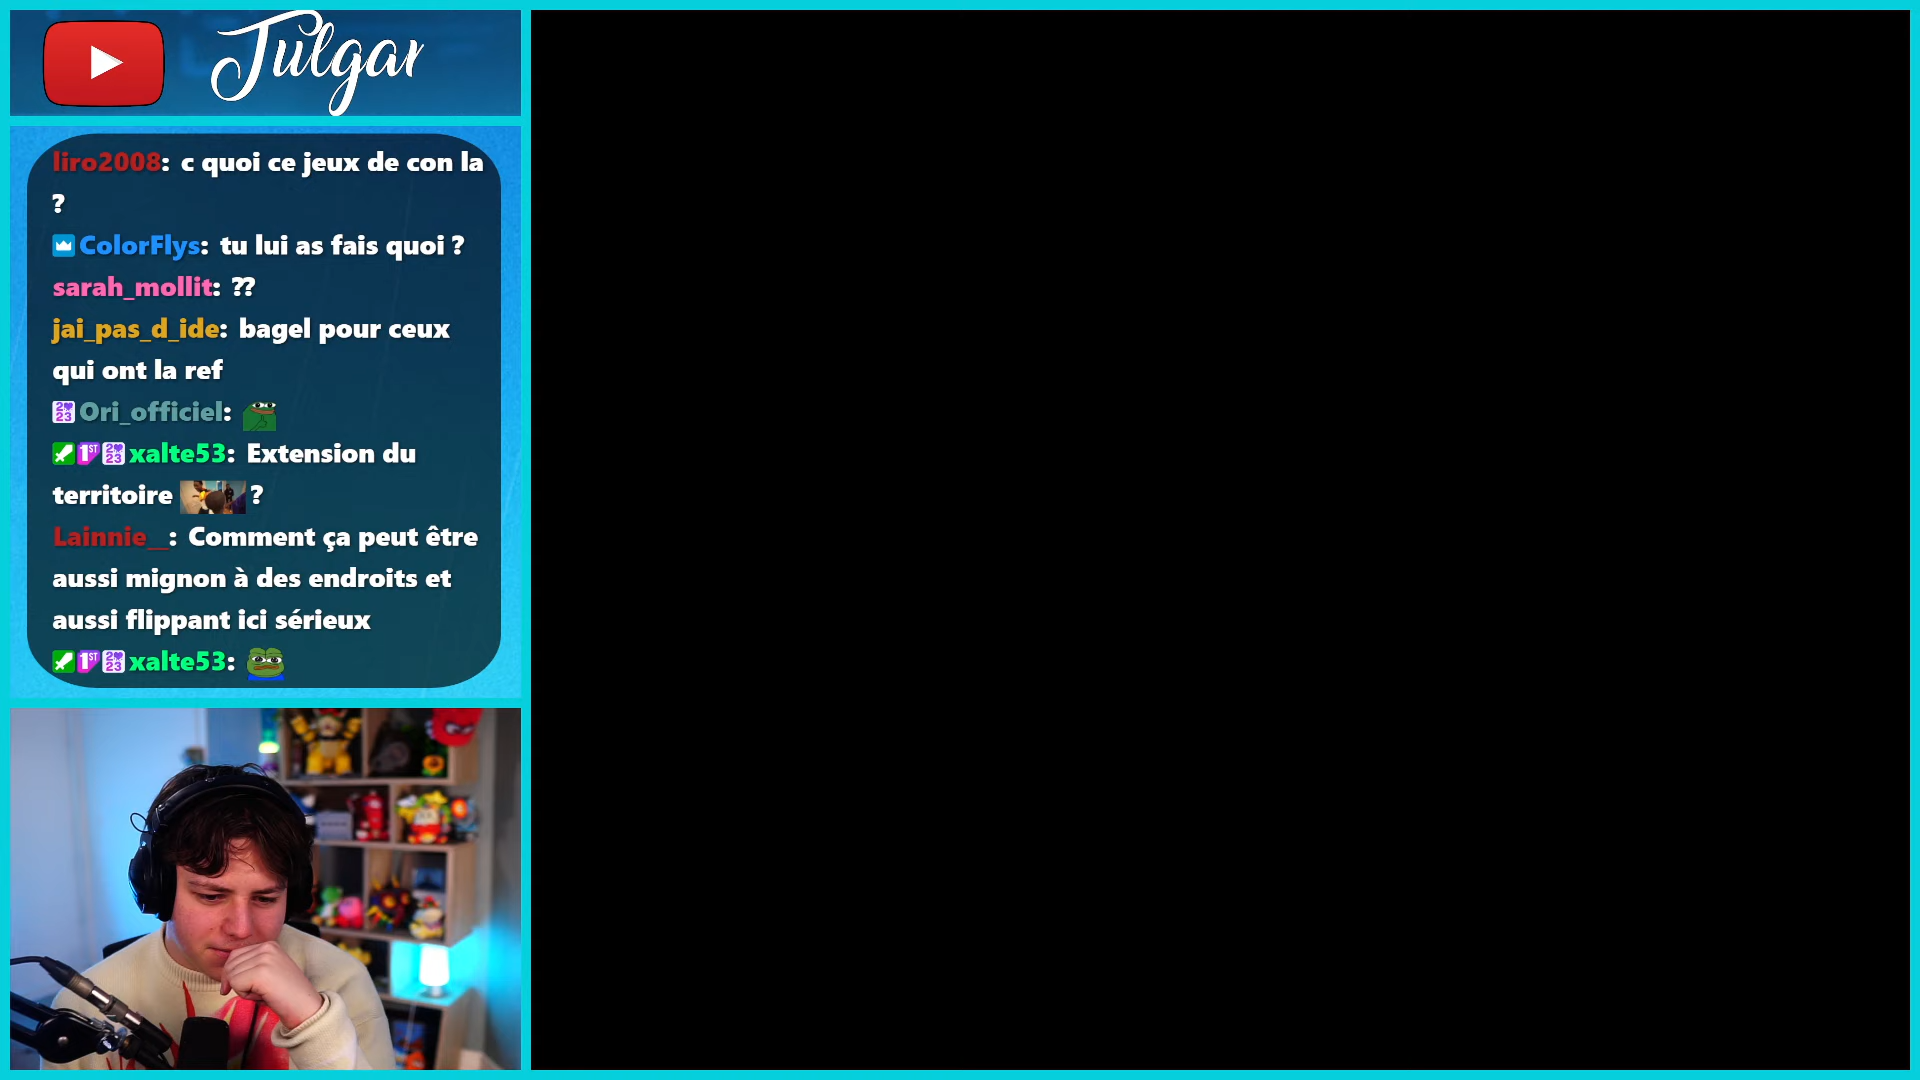 Julgar
liro2008: c quoi ce jeux de con la
?
ColorFlys: tu lui as fais quoi ?
sarah_mollit: ??
jai_pas_d_ide: bagel pour ceux
qui ont la ref
Ori_officiel:
xalte53: Extension du
territoire ?
Lainnie__: Comment ça peut être
aussi mignon à des endroits et
aussi flippant ici sérieux
xalte53: